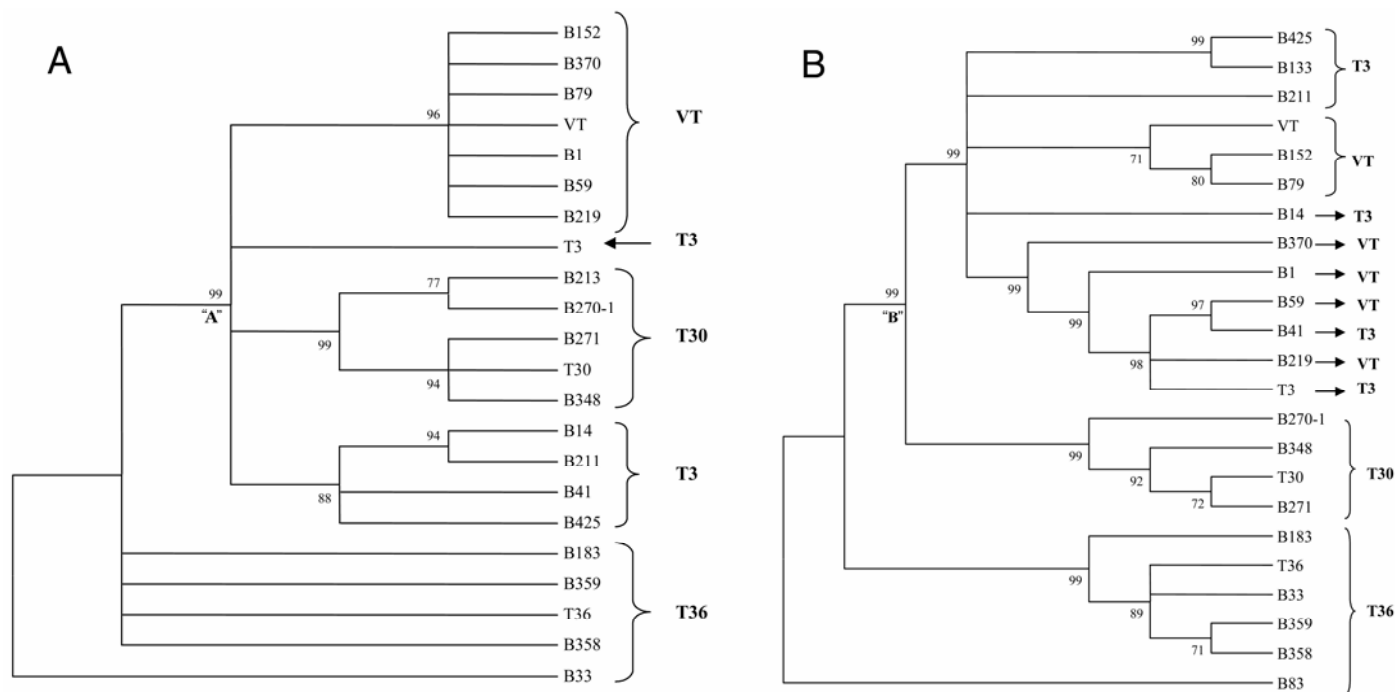 A
B152
B370
B79
96
VT
VT
B1
B59
B219
T3
T3
B213
77
B270-1
99
"A"
B271
T30
99
T30
94
B348
B14
94
B211
T3
B41
88
B425
B183
B359
T36
T36
B358
B33
B
B425
99
B133
T3
B211
VT
99
71
B152
VT
80
B79
B14
T3
B370
VT
99
B1
VT
99
"B"
B59
VT
97
99
B41
T3
B219
VT
98
T3
T3
B270-1
B348
99
T30
T30
92
B271
72
B183
T36
99
B33
89
T36
B359
B358
71
B83